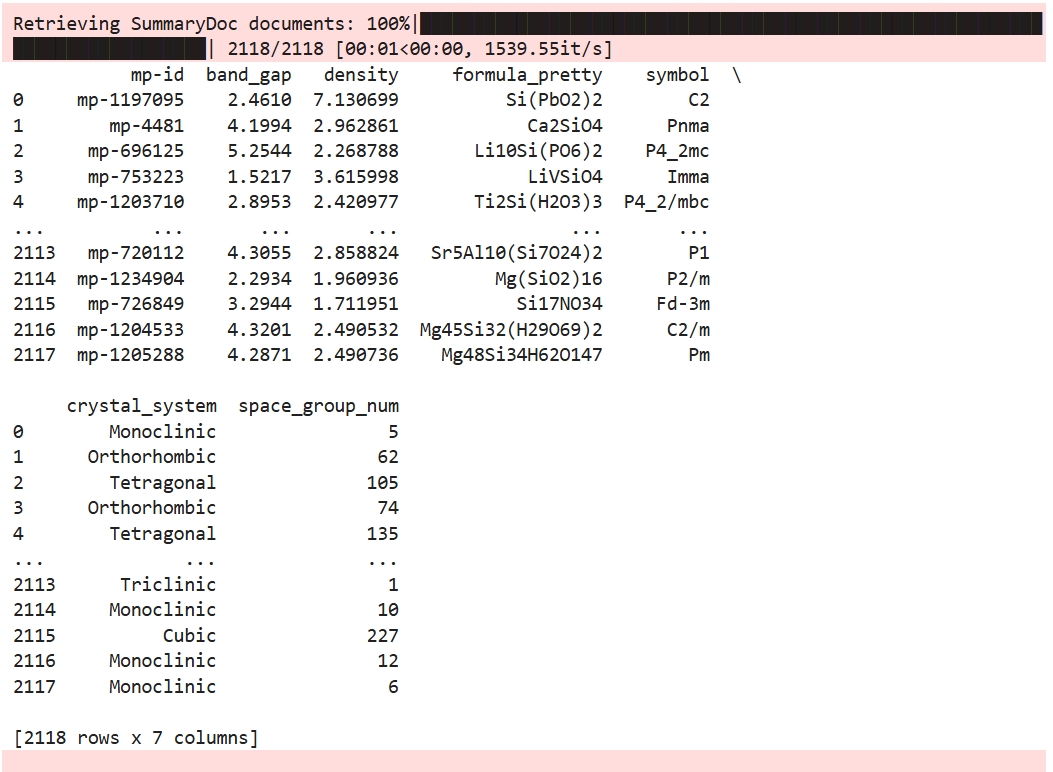 Retrieving SummaryDoc documents: 100%|██████████████████████████████████████████████████████████
██████████████████| 2118/2118 [00:01<00:00, 1539.55it/s]
mp-id band_gap density formula_pretty symbol \
0 mp-1197095 2.4610 7.130699 Si(PbO2)2 C2
1 mp-4481 4.1994 2.962861 Ca2SiO4 Pnma
2 mp-696125 5.2544 2.268788 Li10Si(PO6)2 P4_2mc
3 mp-753223 1.5217 3.615998 LiVSiO4 Imma
4 mp-1203710 2.8953 2.420977 Ti2Si(H2O3)3 P4_2/mbc
... ... ... ... ... ...
2113 mp-720112 4.3055 2.858824 Sr5Al10(Si7O24)2 P1
2114 mp-1234904 2.2934 1.960936 Mg(SiO2)16 P2/m
2115 mp-726849 3.2944 1.711951 Si17NO34 Fd-3m
2116 mp-1204533 4.3201 2.490532 Mg45Si32(H29O69)2 C2/m
2117 mp-1205288 4.2871 2.490736 Mg48Si34H62O147 Pm
crystal_system space_group_num
0 Monoclinic 5
1 Orthorhombic 62
2 Tetragonal 105
3 Orthorhombic 74
4 Tetragonal 135
... ... ...
2113 Triclinic 1
2114 Monoclinic 10
2115 Cubic 227
2116 Monoclinic 12
2117 Monoclinic 6
[2118 rows x 7 columns]